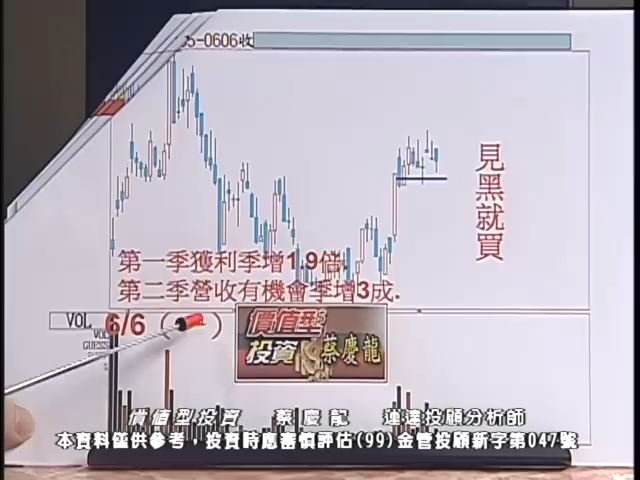 5-0606收
見黑就買
第一季獲利季增1.9倍.
第二季營收有機會季增3成.
VOL 6/6 ( )
VOL
GUESS
價值型
投資 蔡慶龍
價值型投資 蔡慶龍 連達投顧分析師
本資料僅供參考，投資時應審慎評估(99)金管投顧新字第047號